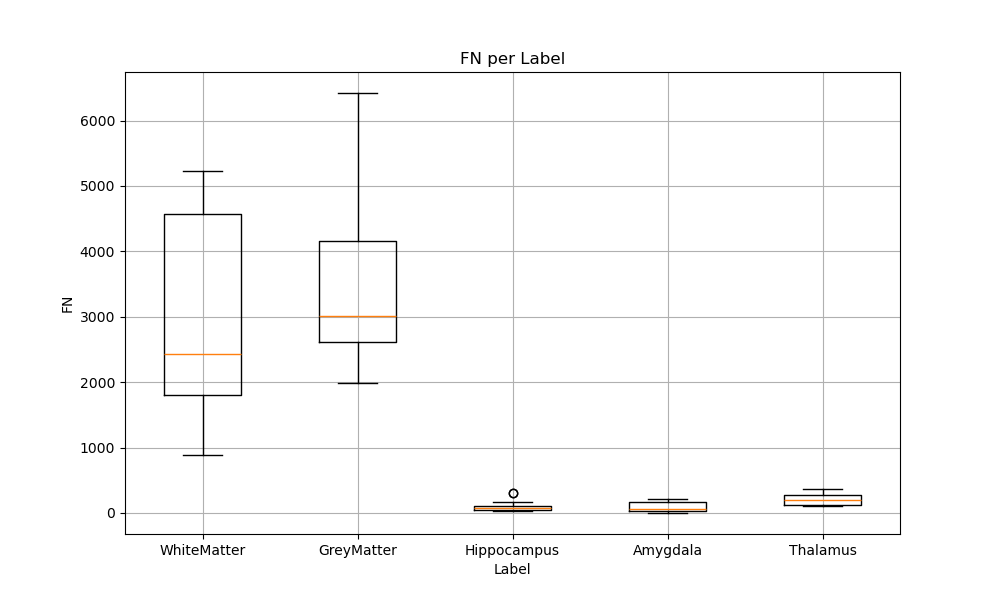 FN per Label
FN
6000
5000
4000
3000
2000
1000
0
WhiteMatter GreyMatter Hippocampus Amygdala Thalamus
Label